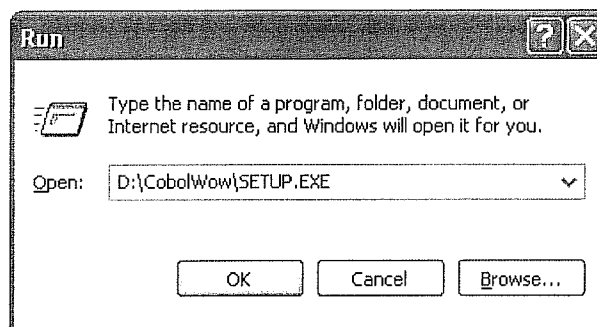 Run
Type the name of a program, folder, document, or
Internet resource, and Windows will open it for you.
Open: D:\CobolWow\SETUP.EXE
OK Cancel Browse...